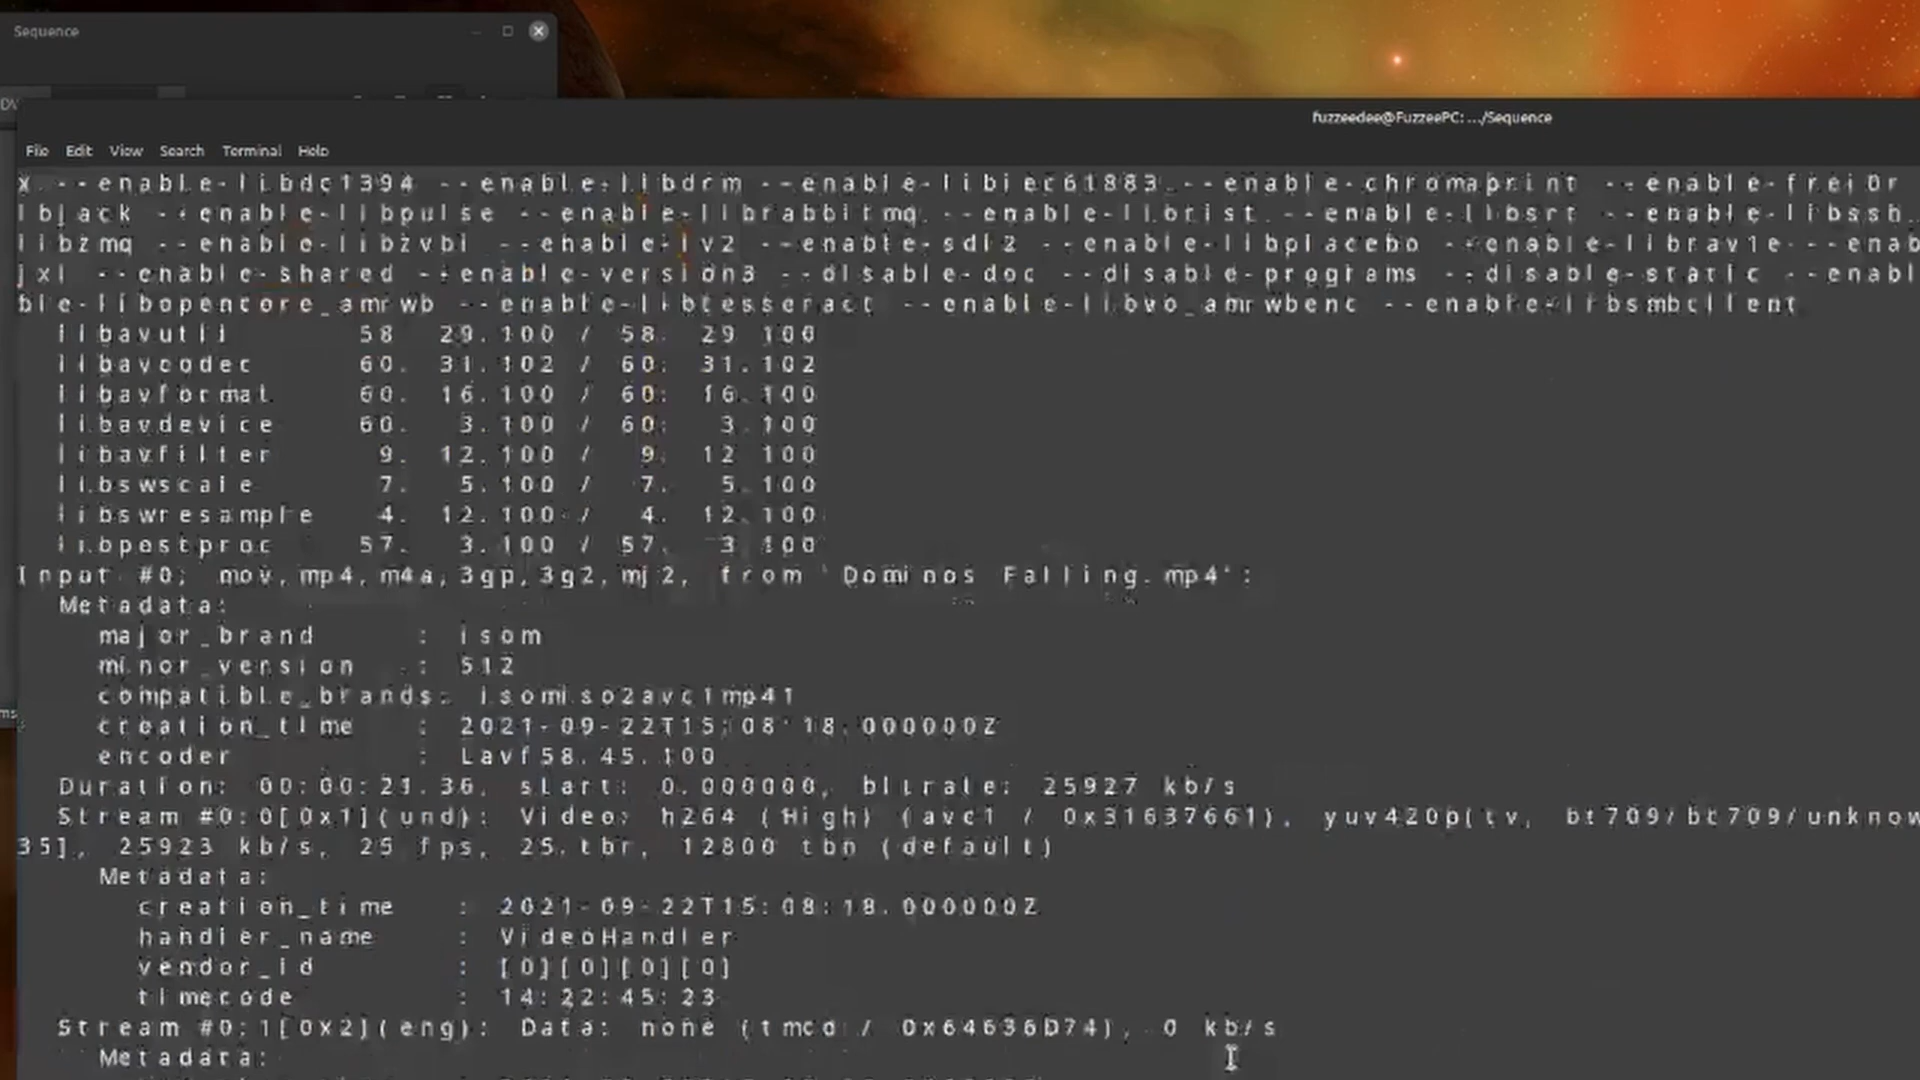 Sequence
fuzzeedee@FuzzeePC: .../Sequence
File Edit View Search Terminal Help
x --enable-libdc1394 --enable-libdrm --enable-libiec61883 --enable-chromaprint --enable-frei0r
lbjack --enable-libpulse --enable-librabbitmq --enable-librist --enable-libsrt --enable-libssh
libzmq --enable-libzvbi --enable-lv2 --enable-sdl2 --enable-libplacebo --enable-librav1e --enab
jxl --enable-shared --enable-version3 --disable-doc --disable-programs --disable-static --enabl
ble-libopencore_amrwb --enable-libtesseract --enable-libvo_amrwbenc --enable-libsmbclient
libavutil 58. 29.100 / 58. 29.100
libavcodec 60. 31.102 / 60. 31.102
libavformat 60. 16.100 / 60. 16.100
libavdevice 60. 3.100 / 60. 3.100
libavfilter 9. 12.100 / 9. 12.100
libswscale 7. 5.100 / 7. 5.100
libswresample 4. 12.100 / 4. 12.100
libpostproc 57. 3.100 / 57. 3.100
Input #0, mov,mp4,m4a,3gp,3g2,mj2, from 'Dominos Falling.mp4':
Metadata:
major_brand : isom
minor_version : 512
compatible_brands: isomiso2avc1mp41
creation_time : 2021-09-22T15:08:18.000000Z
encoder : Lavf58.45.100
Duration: 00:00:21.36, start: 0.000000, bitrate: 25927 kb/s
Stream #0:0[0x1](und): Video: h264 (High) (avc1 / 0x31637661), yuv420p(tv, bt709/bt709/unknow
35], 25923 kb/s, 25 fps, 25 tbr, 12800 tbn (default)
Metadata:
creation_time : 2021-09-22T15:08:18.000000Z
handler_name : VideoHandler
vendor_id : [0][0][0][0]
timecode : 14:22:45:23
Stream #0:1[0x2](eng): Data: none (tmcd / 0x64636D74), 0 kb/s
Metadata: